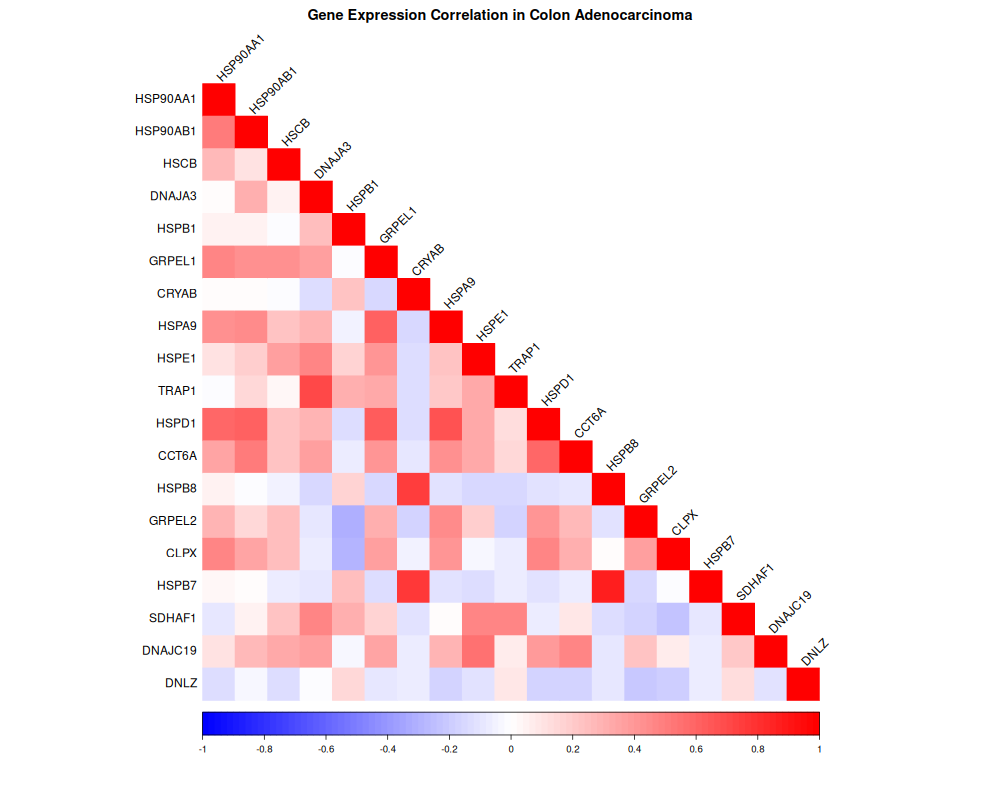 Gene Expression Correlation in Colon Adenocarcinoma
HSP90AA1
HSP90AB1
HSCB
DNAJA3
HSPB1
GRPEL1
CRYAB
HSPA9
HSPE1
TRAP1
HSPD1
CCT6A
HSPB8
GRPEL2
CLPX
HSPB7
SDHAF1
DNAJC19
DNLZ
HSP90AA1
HSP90AB1
HSCB
DNAJA3
HSPB1
GRPEL1
CRYAB
HSPA9
HSPE1
TRAP1
HSPD1
CCT6A
HSPB8
GRPEL2
CLPX
HSPB7
SDHAF1
DNAJC19
DNLZ
-1 -0.8 -0.6 -0.4 -0.2 0 0.2 0.4 0.6 0.8 1